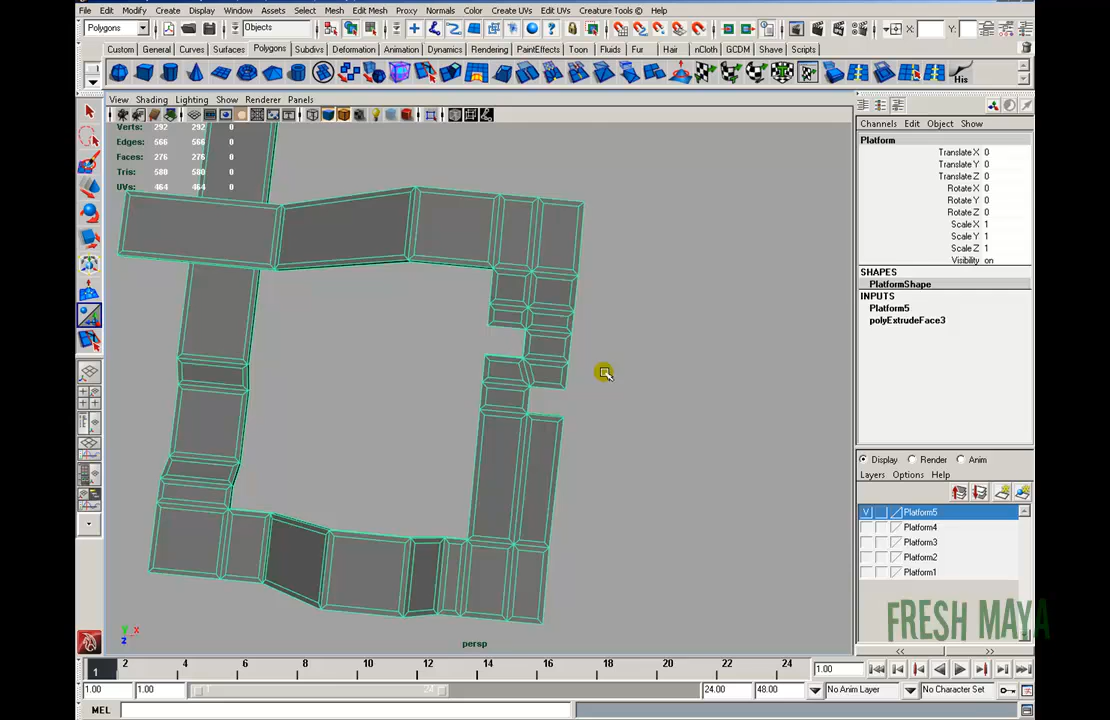 File Edit Modify Create Display Window Assets Select Mesh Edit Mesh Proxy Normals Color Create UVs Edit UVs Creature Tools © Help
Polygons Objects X: Y:
Custom General Curves Surfaces Polygons Subdivs Deformation Animation Dynamics Rendering PaintEffects Toon Fluids Fur Hair nCloth GCDM Shave Scripts
His
View Shading Lighting Show Renderer Panels
Verts: 292 292 0
Edges: 566 566 0
Faces: 276 276 0
Tris: 580 580 0
UVs: 464 464 0
Y X
Z
persp
Channels Edit Object Show
Platform
Translate X 0
Translate Y 0
Translate Z 0
Rotate X 0
Rotate Y 0
Rotate Z 0
Scale X 1
Scale Y 1
Scale Z 1
Visibility on
SHAPES
PlatformShape
INPUTS
Platform5
polyExtrudeFace3
Display Render Anim
Layers Options Help
V Platform5
Platform4
Platform3
Platform2
Platform1
FRESH MAYA
1 2 4 6 8 10 12 14 16 18 20 22 24 1.00
1.00 1.00 1 24 24.00 48.00 No Anim Layer No Character Set
MEL